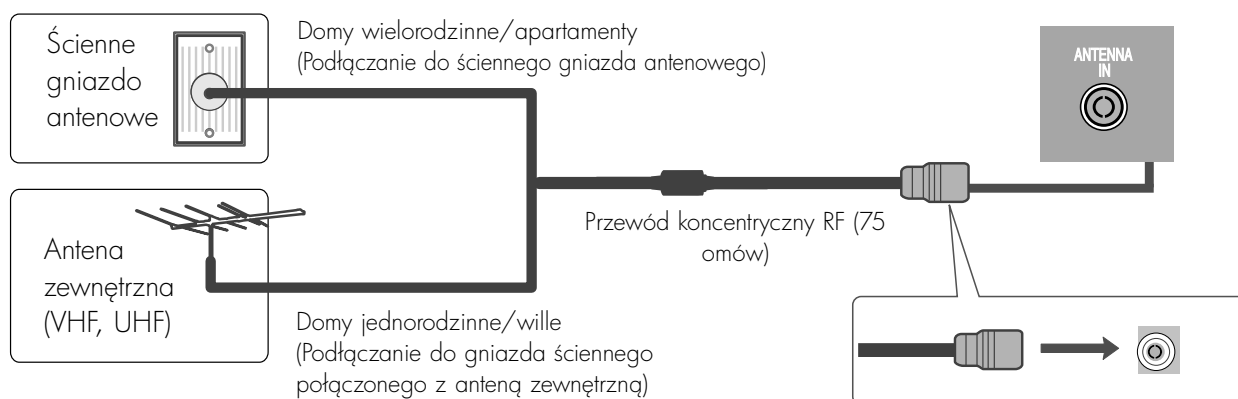 Ścienne
gniazdo
antenowe
Domy wielorodzinne/apartamenty
(Podłączanie do ściennego gniazda antenowego)
ANTENNA
IN
Przewód koncentryczny RF (75
omów)
Antena
zewnętrzna
(VHF, UHF)
Domy jednorodzinne/wille
(Podłączanie do gniazda ściennego
połączonego z anteną zewnętrzną)